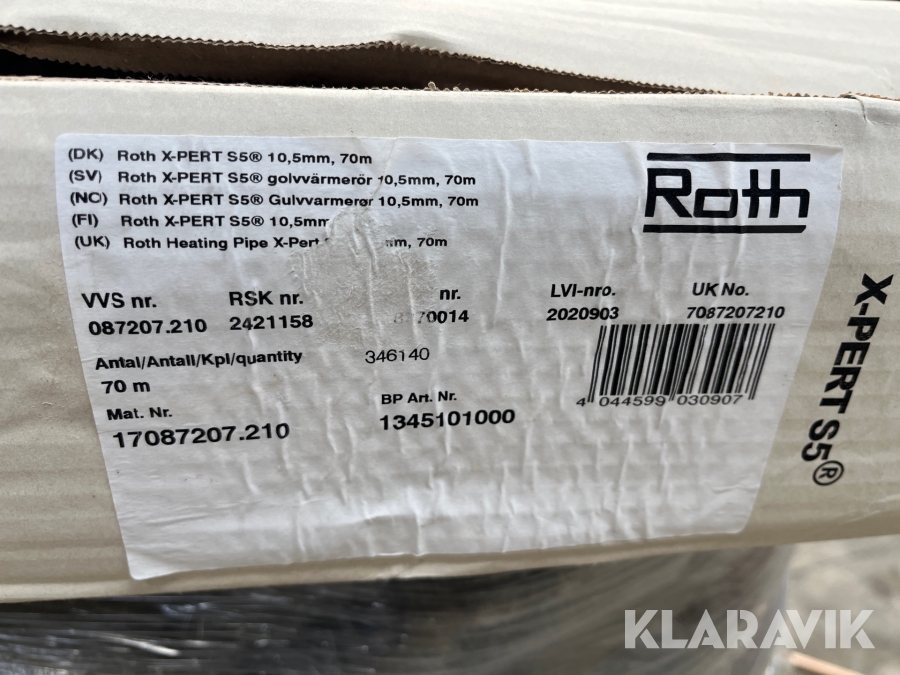 (DK) Roth X-PERT S5® 10,5mm, 70m
(SV) Roth X-PERT S5® golvvärmerör 10,5mm, 70m
(NO) Roth X-PERT S5® Gulvvarmerør 10,5mm, 70m
(FI) Roth X-PERT S5® 10,5mm
(UK) Roth Heating Pipe X-Pert 70m
Roth
VVS nr. RSK nr. nr. LVI-nro. UK No.
087207.210 2421158 2020903 7087207210
Antal/Antall/Kpl/quantity 346140
70 m
Mat. Nr. BP Art. Nr.
17087207.210 1345101000
4 044599 030907
X-PERT S5®
KLARAVIK